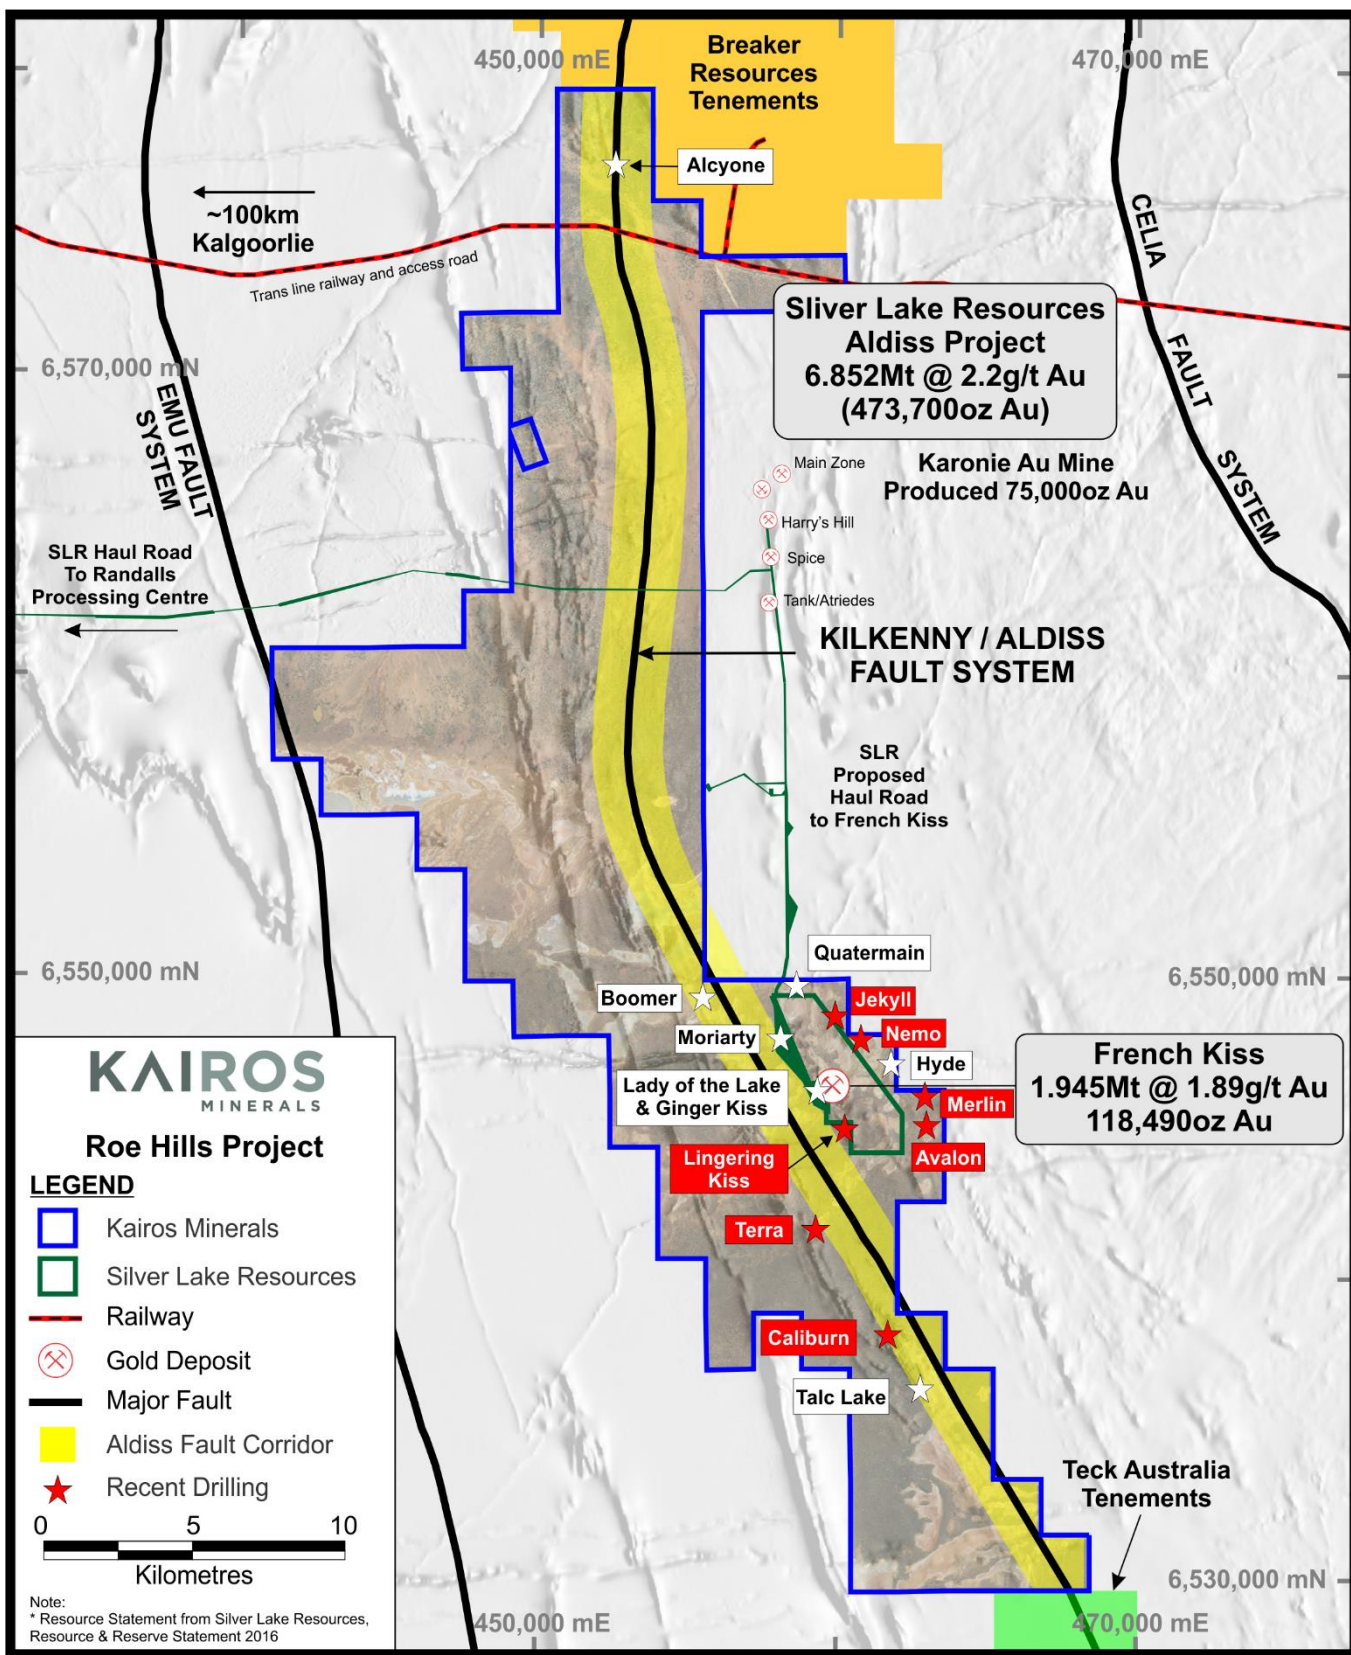 450,000 mE
470,000 mE
Breaker
Resources
Tenements
Alcyone
~100km
Kalgoorlie
Trans line railway and access road
CELIA
FAULT
SYSTEM
Sliver Lake Resources
Aldiss Project
6.852Mt @ 2.2g/t Au
(473,700oz Au)
6,570,000 mN
EMU FAULT
SYSTEM
Main Zone
Karonie Au Mine
Produced 75,000oz Au
Harry's Hill
Spice
Tank/Atriedes
SLR Haul Road
To Randalls
Processing Centre
KILKENNY / ALDISS
FAULT SYSTEM
SLR
Proposed
Haul Road
to French Kiss
6,550,000 mN
6,550,000 mN
Quatermain
Boomer
Jekyll
Moriarty
Nemo
Hyde
Lady of the Lake
& Ginger Kiss
Merlin
Avalon
French Kiss
1.945Mt @ 1.89g/t Au
118,490oz Au
Lingering
Kiss
Terra
Caliburn
Talc Lake
Teck Australia
Tenements
6,530,000 mN
450,000 mE
470,000 mE
KAIROS
MINERALS
Roe Hills Project
LEGEND
Kairos Minerals
Silver Lake Resources
Railway
Gold Deposit
Major Fault
Aldiss Fault Corridor
Recent Drilling
0 5 10
Kilometres
Note:
* Resource Statement from Silver Lake Resources,
Resource & Reserve Statement 2016